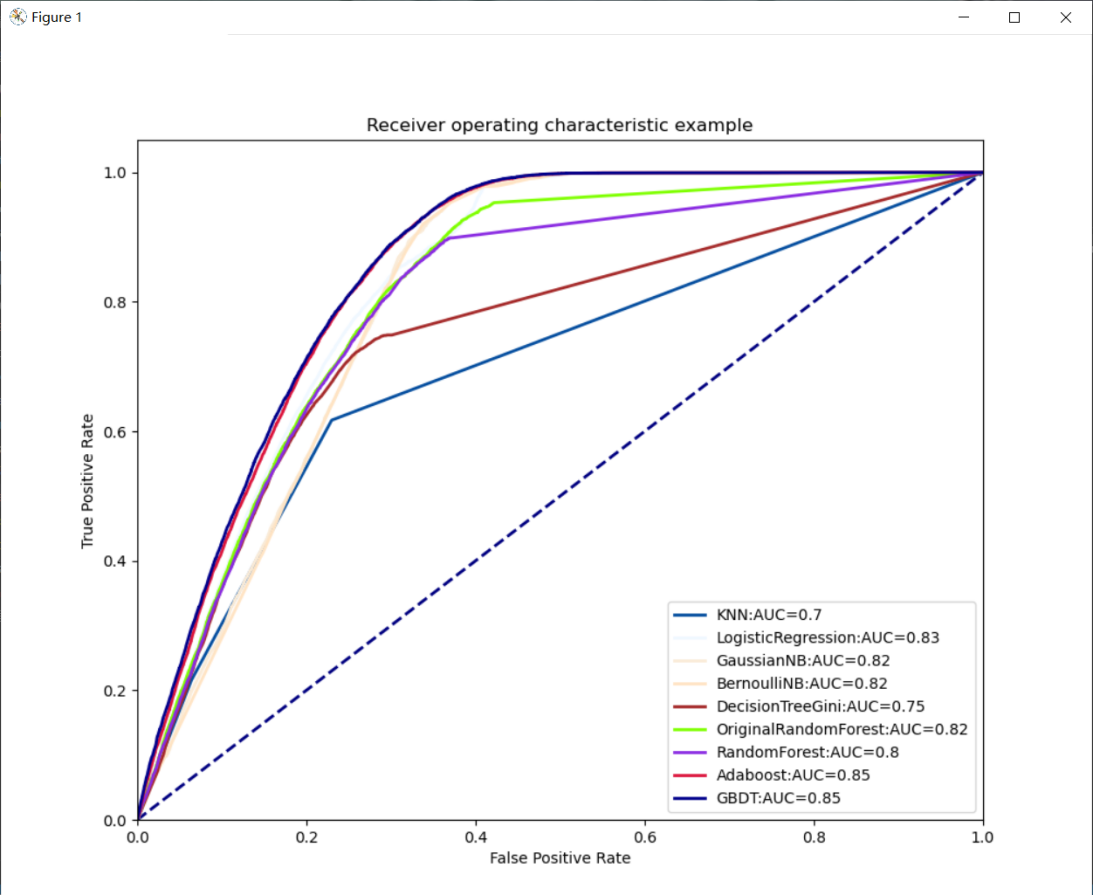 Figure 1
Receiver operating characteristic example
1.0
0.8
0.6
0.4
0.2
0.0
True Positive Rate
0.0 0.2 0.4 0.6 0.8 1.0
False Positive Rate
KNN:AUC=0.7
LogisticRegression:AUC=0.83
GaussianNB:AUC=0.82
BernoulliNB:AUC=0.82
DecisionTreeGini:AUC=0.75
OriginalRandomForest:AUC=0.82
RandomForest:AUC=0.8
Adaboost:AUC=0.85
GBDT:AUC=0.85